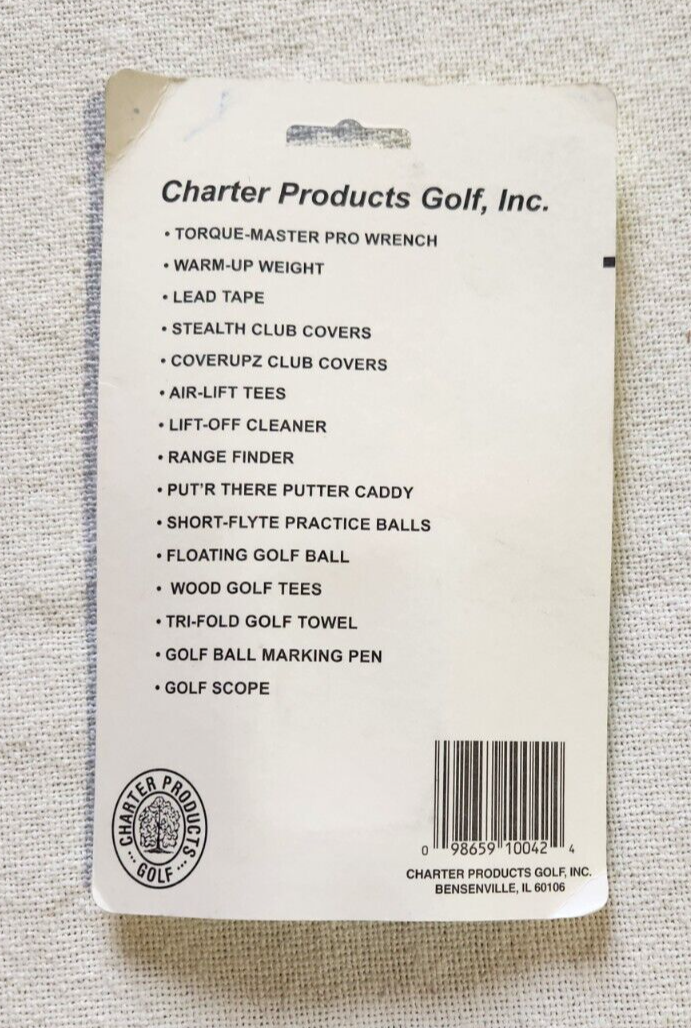 Charter Products Golf, Inc.
• TORQUE-MASTER PRO WRENCH
• WARM-UP WEIGHT
• LEAD TAPE
• STEALTH CLUB COVERS
• COVERUPZ CLUB COVERS
• AIR-LIFT TEES
• LIFT-OFF CLEANER
• RANGE FINDER
• PUT'R THERE PUTTER CADDY
• SHORT-FLYTE PRACTICE BALLS
• FLOATING GOLF BALL
• WOOD GOLF TEES
• TRI-FOLD GOLF TOWEL
• GOLF BALL MARKING PEN
• GOLF SCOPE
CHARTER PRODUCTS
... GOLF ...
0 98659 10042 4
CHARTER PRODUCTS GOLF, INC.
BENSENVILLE, IL 60106